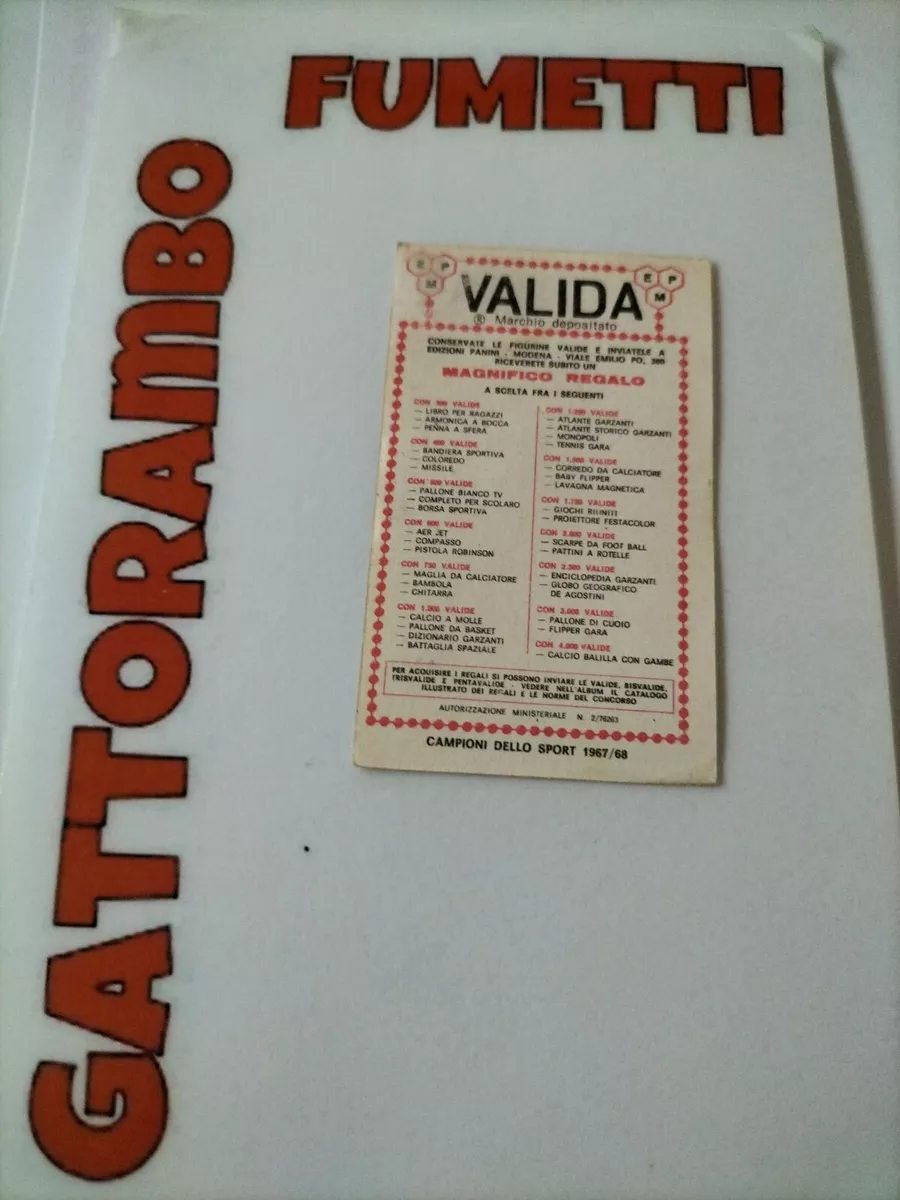 FUMETTI
GATTORAMBO
E P M
VALIDA
E P M
® Marchio depositato
CONSERVATE LE FIGURINE VALIDE E INVIATELE A
EDIZIONI PANINI - MODENA - VIALE EMILIO PO, 380
RICEVERETE SUBITO UN
MAGNIFICO REGALO
A SCELTA FRA I SEGUENTI
CON 300 VALIDE
— LIBRO PER RAGAZZI
— ARMONICA A BOCCA
— PENNA A SFERA
CON 400 VALIDE
— BANDIERA SPORTIVA
— COLOREDO
— MISSILE
CON 500 VALIDE
— PALLONE BIANCO TV
— COMPLETO PER SCOLARO
— BORSA SPORTIVA
CON 600 VALIDE
— AER JET
— COMPASSO
— PISTOLA ROBINSON
CON 750 VALIDE
— MAGLIA DA CALCIATORE
— BAMBOLA
— CHITARRA
CON 1.000 VALIDE
— CALCIO A MOLLE
— PALLONE DA BASKET
— DIZIONARIO GARZANTI
— BATTAGLIA SPAZIALE
CON VALIDE
— ATLANTE GARZANTI
— ATLANTE STORICO GARZANTI
— MONOPOLI
— TENNIS GARA
CON VALIDE
— CORREDO DA CALCIATORE
— BABY FLIPPER
— LAVAGNA MAGNETICA
CON 1.750 VALIDE
— GIOCHI RIUNITI
— PROIETTORE FESTACOLOR
CON VALIDE
— SCARPE DA FOOT BALL
— PATTINI A ROTELLE
CON 2.500 VALIDE
— ENCICLOPEDIA GARZANTI
— GLOBO GEOGRAFICO
DE AGOSTINI
CON 3.000 VALIDE
— PALLONE DI CUOIO
— FLIPPER GARA
CON 4.000 VALIDE
— CALCIO BALILLA CON GAMBE
PER ACQUISIRE I REGALI SI POSSONO INVIARE LE VALIDE, BISVALIDE,
TRISVALIDE E PENTAVALIDE - VEDERE NELL'ALBUM IL CATALOGO
ILLUSTRATO DEI REGALI E LE NORME DEL CONCORSO
AUTORIZZAZIONE MINISTERIALE N. 2/76263
CAMPIONI DELLO SPORT 1967/68